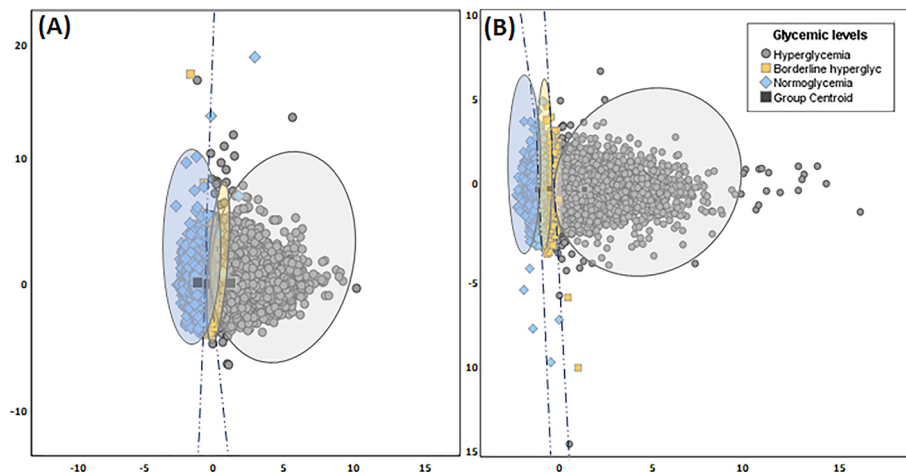 (A)
20
10
0
-10
-10
-5
0
5
10
15
(B)
10
5
0
-5
10
15
0
5
10
15
Glycemic levels
Hyperglycemia
Borderline hyperglyc
Normoglycemia
Group Centroid